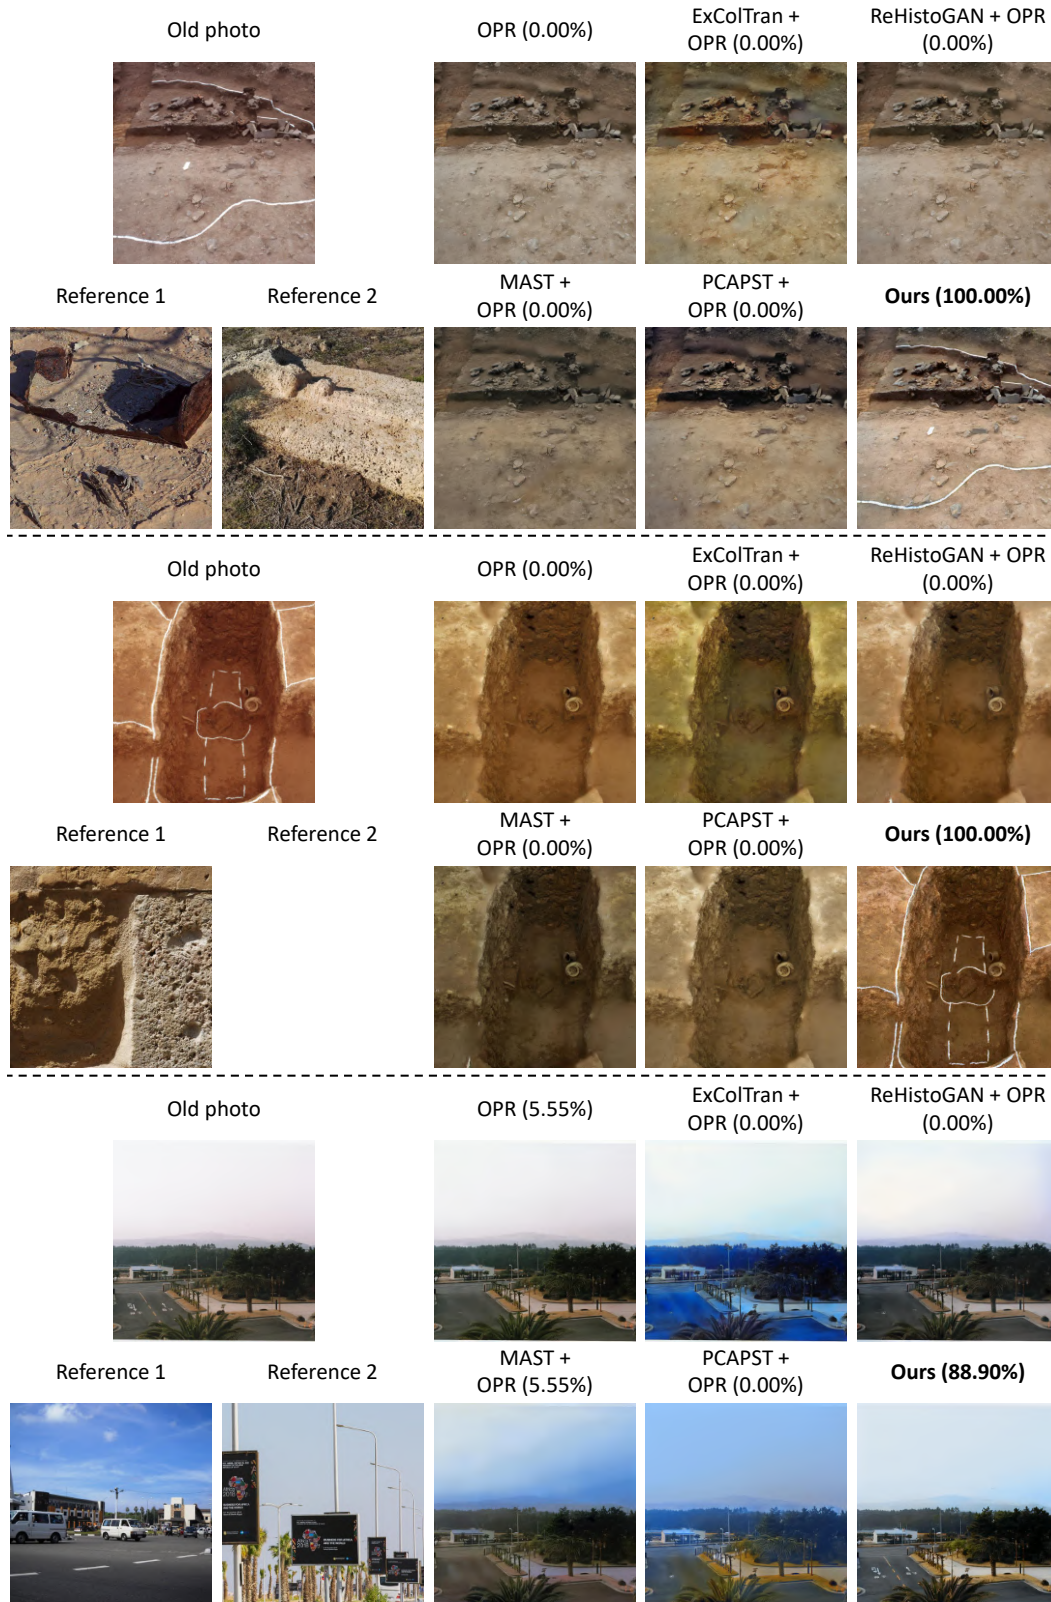 Old photo
OPR (0.00%)
ExColTran +
OPR (0.00%)
ReHistoGAN + OPR
(0.00%)
Reference 1
Reference 2
MAST +
OPR (0.00%)
PCAPST +
OPR (0.00%)
Ours (100.00%)
Old photo
OPR (0.00%)
ExColTran +
OPR (0.00%)
ReHistoGAN + OPR
(0.00%)
Reference 1
Reference 2
MAST +
OPR (0.00%)
PCAPST +
OPR (0.00%)
Ours (100.00%)
Old photo
OPR (5.55%)
ExColTran +
OPR (0.00%)
ReHistoGAN + OPR
(0.00%)
Reference 1
Reference 2
MAST +
OPR (5.55%)
PCAPST +
OPR (0.00%)
Ours (88.90%)